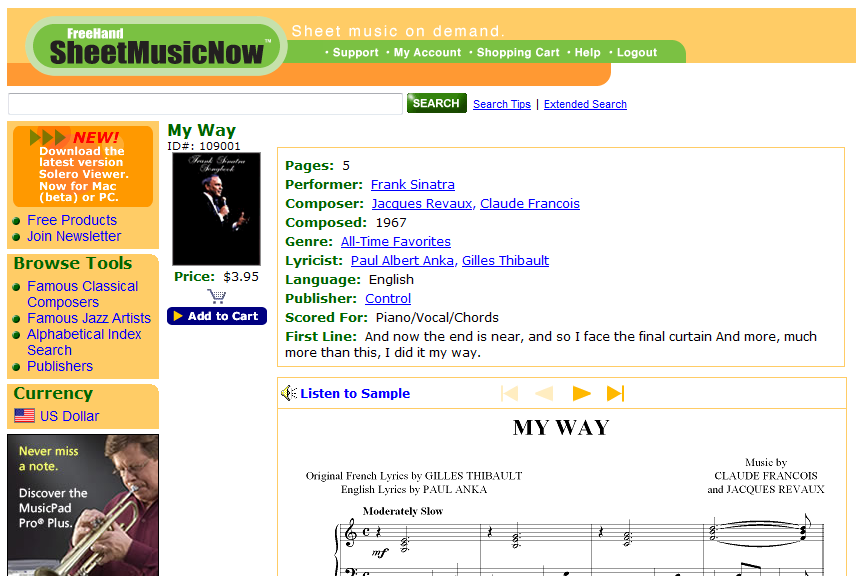 FreeHand
SheetMusicNow™
Sheet music on demand.
· Support · My Account · Shopping Cart · Help · Logout
SEARCH Search Tips | Extended Search
NEW!
Download the
latest version
Solero Viewer.
Now for Mac
(beta) or PC.
Free Products
Join Newsletter
Browse Tools
Famous Classical
Composers
Famous Jazz Artists
Alphabetical Index
Search
Publishers
Currency
US Dollar
Never miss
a note.
Discover the
MusicPad
Pro® Plus.
My Way
ID#: 109001
Frank Sinatra
Songbook
Price: $3.95
Add to Cart
Pages: 5
Performer: Frank Sinatra
Composer: Jacques Revaux, Claude Francois
Composed: 1967
Genre: All-Time Favorites
Lyricist: Paul Albert Anka, Gilles Thibault
Language: English
Publisher: Control
Scored For: Piano/Vocal/Chords
First Line: And now the end is near, and so I face the final curtain And more, much
more than this, I did it my way.
Listen to Sample
MY WAY
Original French Lyrics by GILLES THIBAULT
English Lyrics by PAUL ANKA
Music by
CLAUDE FRANCOIS
and JACQUES REVAUX
Moderately Slow
mf